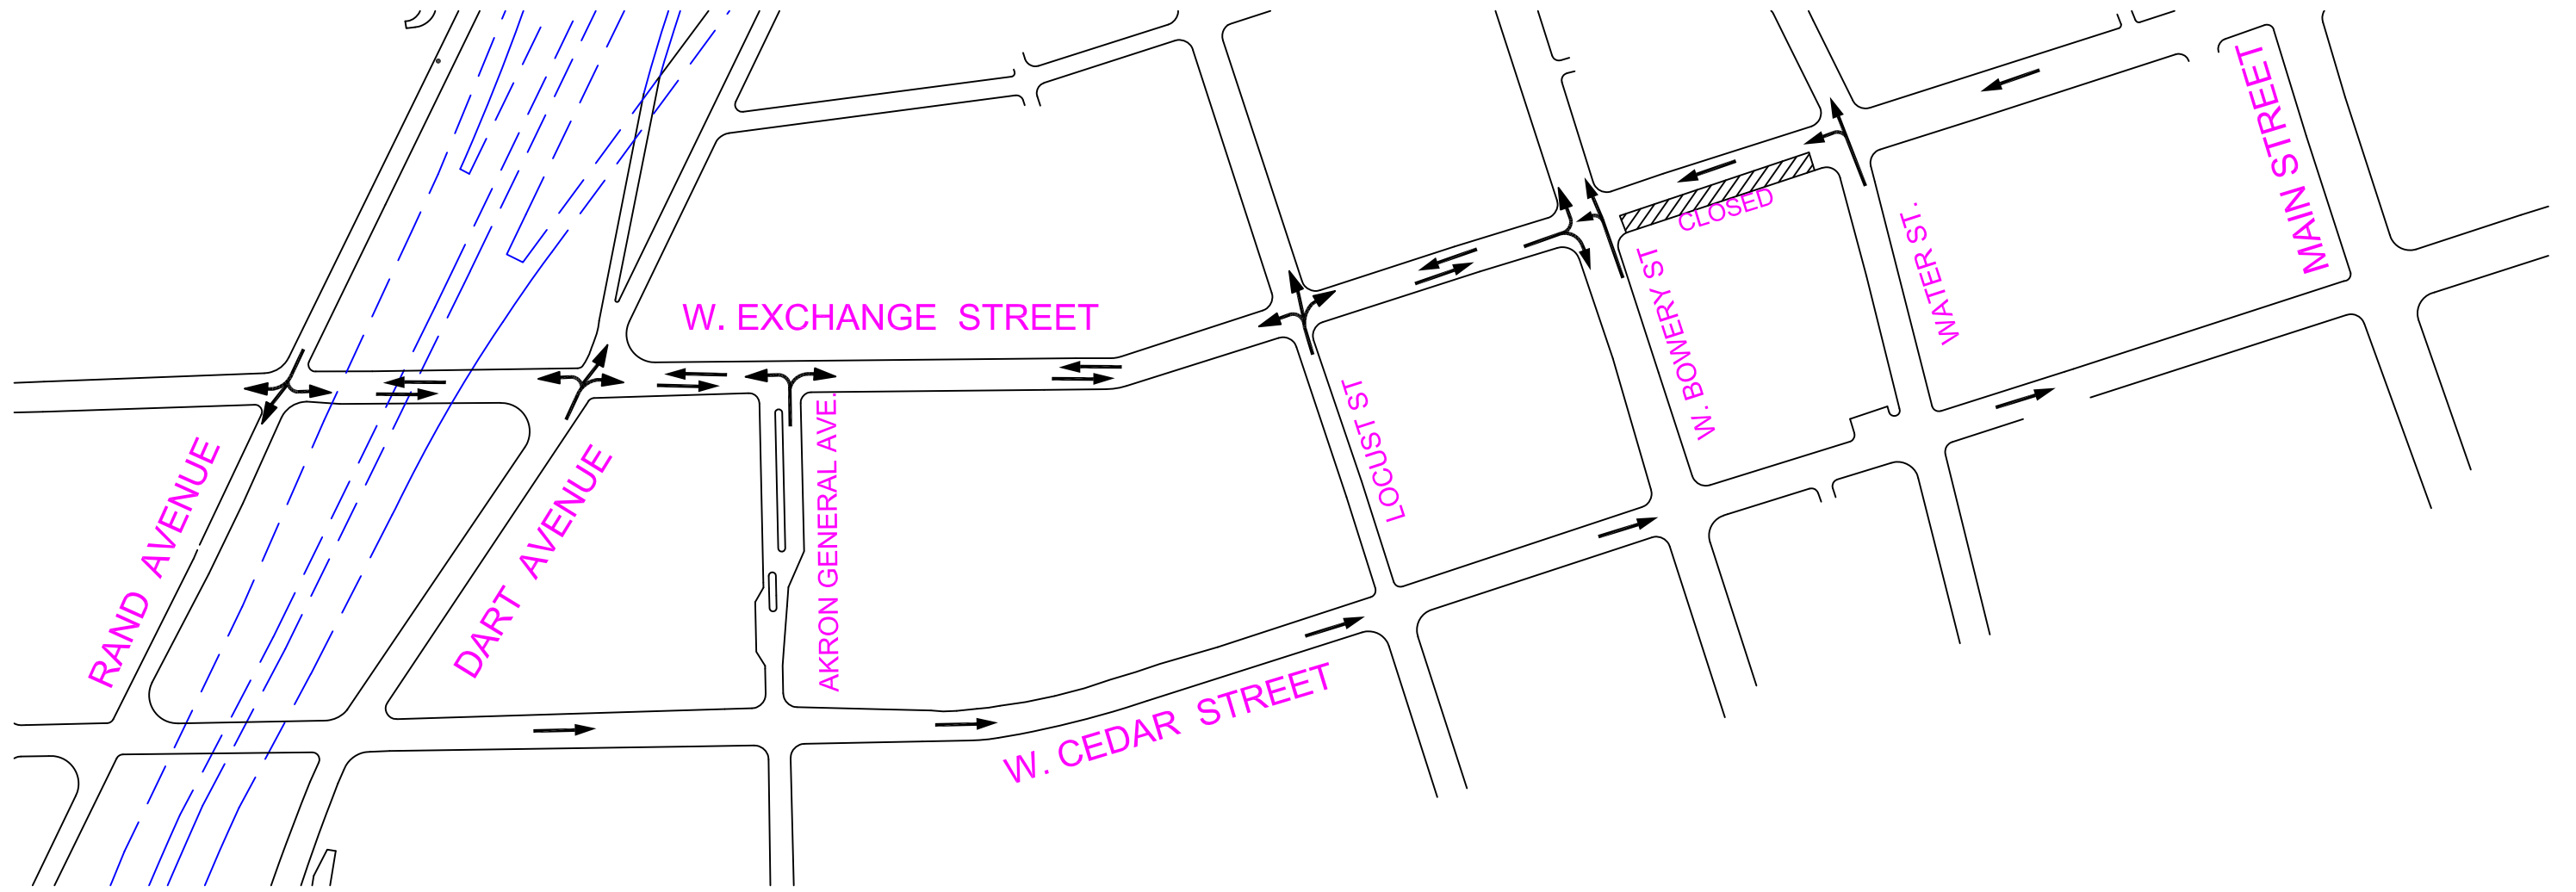 MAIN STREET
CLOSED
WATER ST.
W. BOWERY ST
W. EXCHANGE STREET
LOCUST ST
AKRON GENERAL AVE.
RAND AVENUE
DART AVENUE
W. CEDAR STREET